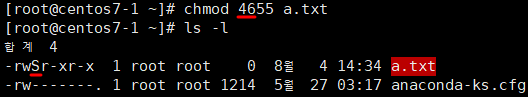 [root@centos7-1 ~]# chmod 4655 a.txt
[root@centos7-1 ~]# ls -l
합계 4
-rwSr-xr-x 1 root root 0 8월 4 14:34 a.txt
-rw-------. 1 root root 1214 5월 27 03:17 anaconda-ks.cfg